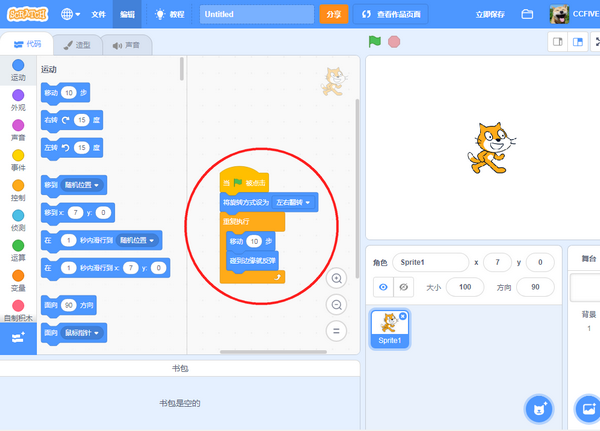 SCRATCH
文件
编辑
教程
Untitled
分享
查看作品页面
立即保存
CCFIVE
代码
造型
声音
运动
外观
声音
事件
控制
侦测
运算
变量
自制积木
运动
移动 10 步
右转 15 度
左转 15 度
移到 随机位置
移到 x: 7 y: 0
在 1 秒内滑行到 随机位置
在 1 秒内滑行到 x: 7 y: 0
面向 90 方向
面向 鼠标指针
当 被点击
将旋转方式设为 左右翻转
重复执行
移动 10 步
碰到边缘就反弹
角色 Sprite1 x 7 y 0
大小 100 方向 90
Sprite1
舞台
背景
1
书包
书包是空的